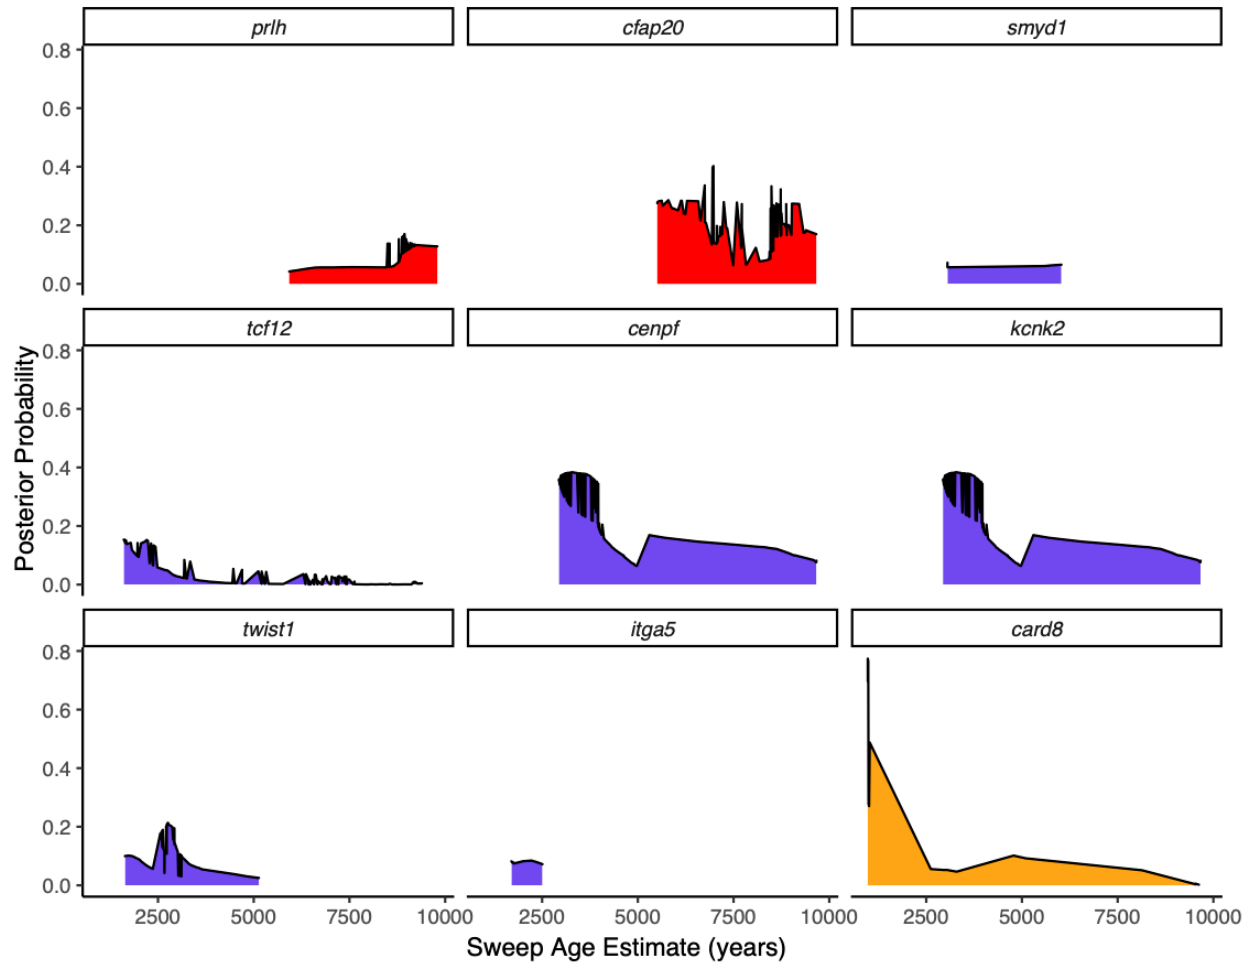 prlh cfap20 smyd1
0.8
0.6
0.4
0.2
0.0
tcf12 cenpf kcnk2
0.8
0.6
0.4
0.2
0.0
twist1 itga5 card8
0.8
0.6
0.4
0.2
0.0
2500 5000 7500 10000 2500 5000 7500 10000 2500 5000 7500 10000
Sweep Age Estimate (years)
Posterior Probability